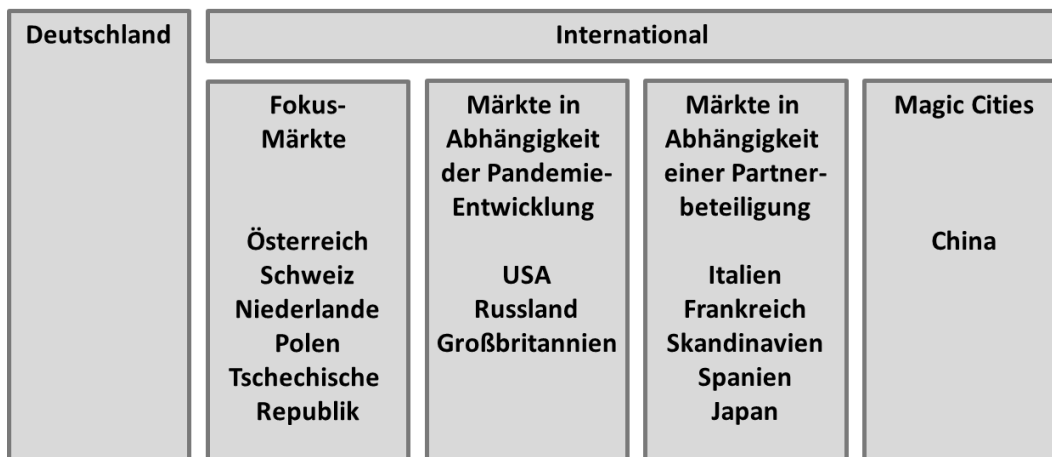 Deutschland
International
Fokus-
Märkte
Österreich
Schweiz
Niederlande
Polen
Tschechische
Republik
Märkte in
Abhängigkeit
der Pandemie-
Entwicklung
USA
Russland
Großbritannien
Märkte in
Abhängigkeit
einer Partner-
beteiligung
Italien
Frankreich
Skandinavien
Spanien
Japan
Magic Cities
China